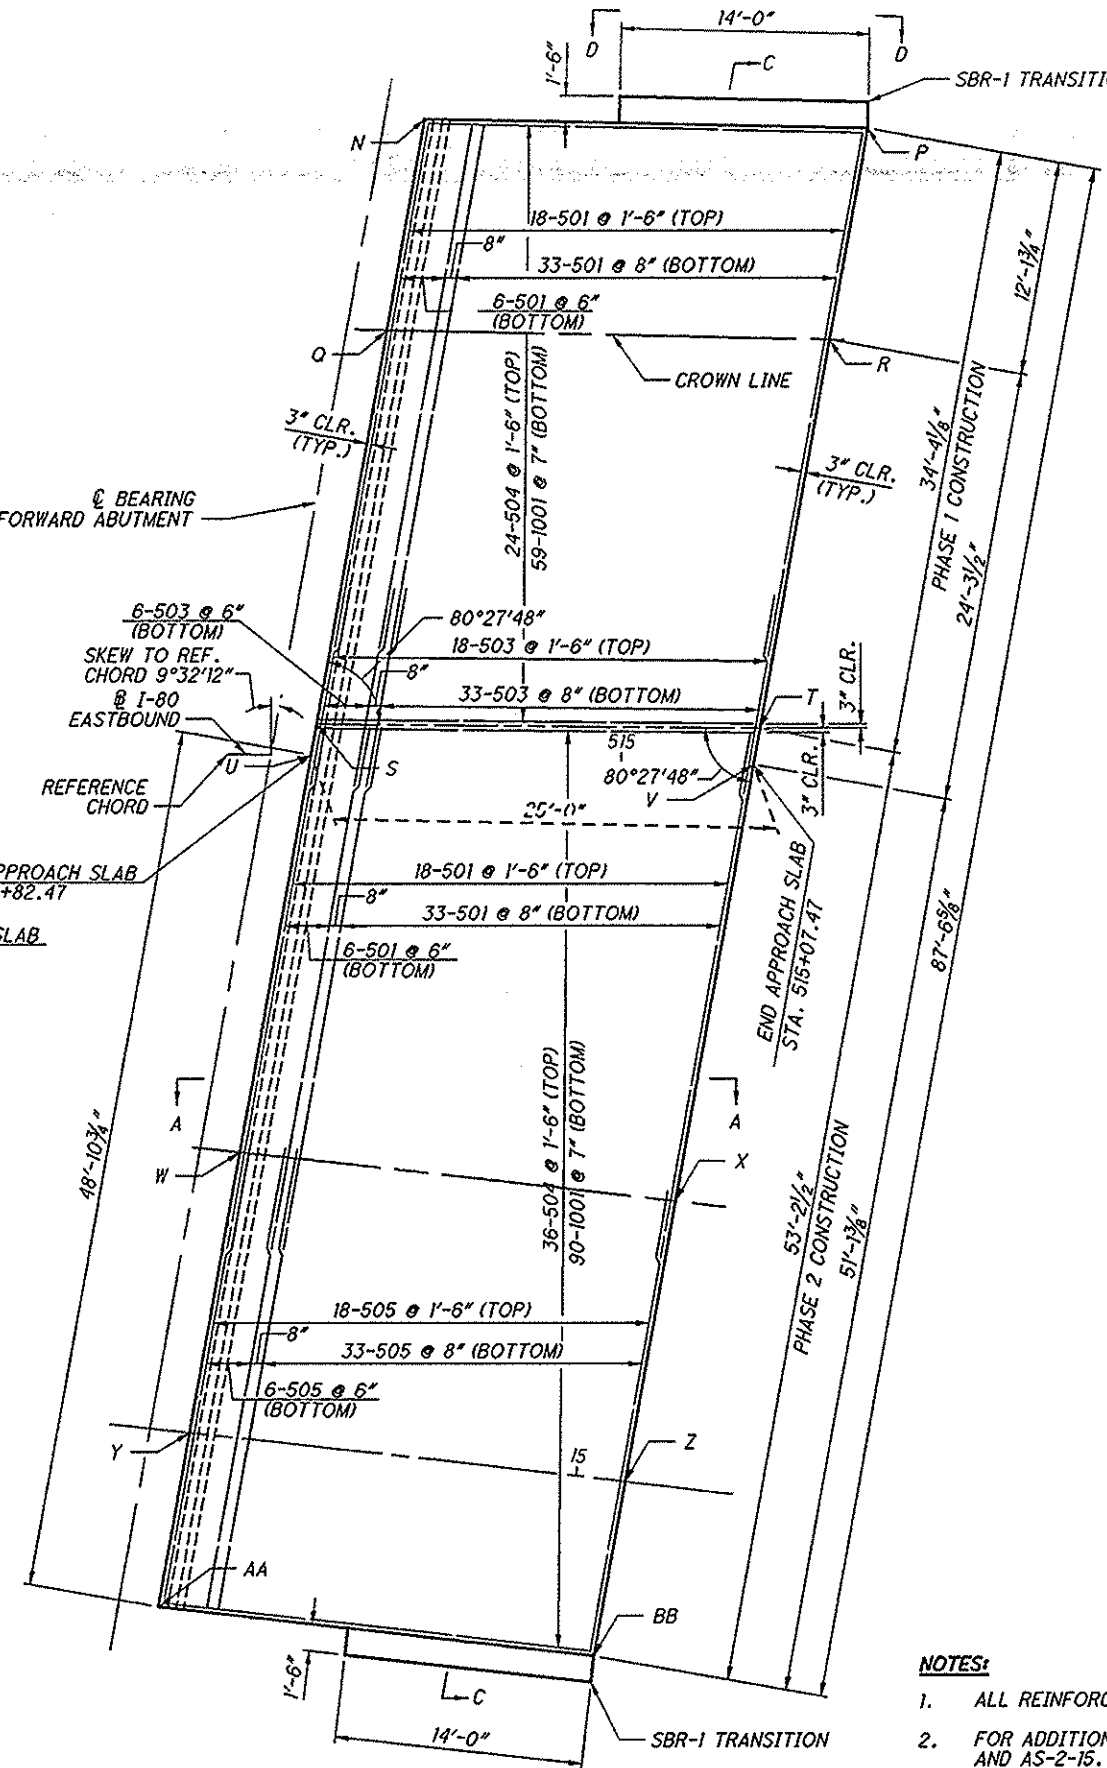 14'-0"
D
D
1'-6"
C
SBR-1 TRANSITIO
N
P
18-501 @ 1'-6" (TOP)
8"
33-501 @ 8" (BOTTOM)
6-501 @ 6"
(BOTTOM)
12'-1¾"
Q
R
CROWN LINE
24-504 @ 1'-6" (TOP)
59-1001 @ 7" (BOTTOM)
3" CLR.
(TYP.)
3" CLR.
(TYP.)
34'-4⅛"
PHASE 1 CONSTRUCTION
24'-3½"
℄ BEARING
FORWARD ABUTMENT
6-503 @ 6"
(BOTTOM)
80°27'48"
18-503 @ 1'-6" (TOP)
SKEW TO REF.
CHORD 9°32'12"
8"
33-503 @ 8" (BOTTOM)
I-80
EASTBOUND
T
3" CLR.
U
S
515
80°27'48"
V
3" CLR.
REFERENCE
CHORD
25'-0"
PPROACH SLAB
+82.47
SLAB
18-501 @ 1'-6" (TOP)
8"
33-501 @ 8" (BOTTOM)
6-501 @ 6"
(BOTTOM)
END APPROACH SLAB
STA. 515+07.47
87'-6⅝"
A
A
48'-10¾"
W
X
36-504 @ 1'-6" (TOP)
90-1001 @ 7" (BOTTOM)
53'-2½"
PHASE 2 CONSTRUCTION
51'-1⅜"
18-505 @ 1'-6" (TOP)
8"
33-505 @ 8" (BOTTOM)
6-505 @ 6"
(BOTTOM)
Y
Z
15
AA
BB
1'-6"
C
14'-0"
SBR-1 TRANSITION
NOTES:
1. ALL REINFORC
2. FOR ADDITION
AND AS-2-15.